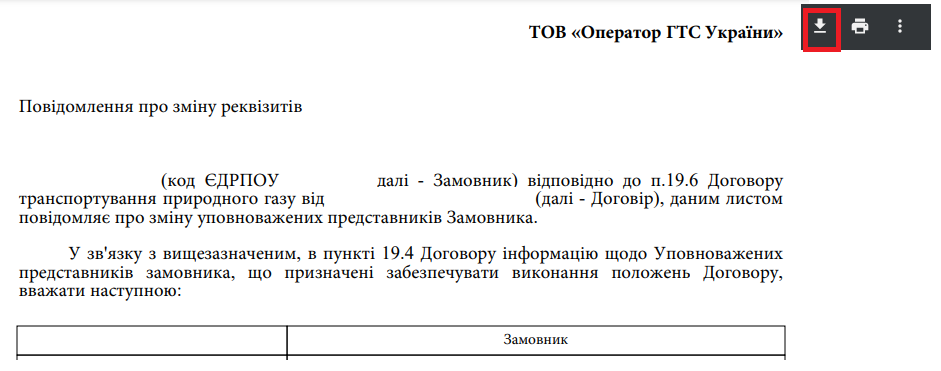 ТОВ «Оператор ГТС України»
Повідомлення про зміну реквізитів
(код ЄДРПОУ далі - Замовник) відповідно до п.19.6 Договору
транспортування природного газу від (далі - Договір), даним листом
повідомляє про зміну уповноважених представників Замовника.
У зв'язку з вищезазначеним, в пункті 19.4 Договору інформацію щодо Уповноважених
представників замовника, що призначені забезпечувати виконання положень Договору,
вважати наступною:
Замовник